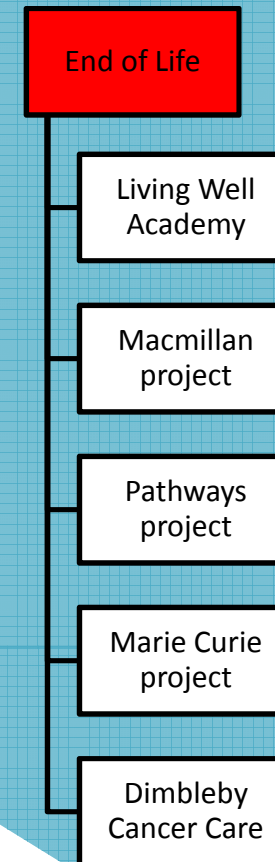 End of Life
Living Well
Academy
Macmillan
project
Pathways
project
Marie Curie
project
Dimbleby
Cancer Care